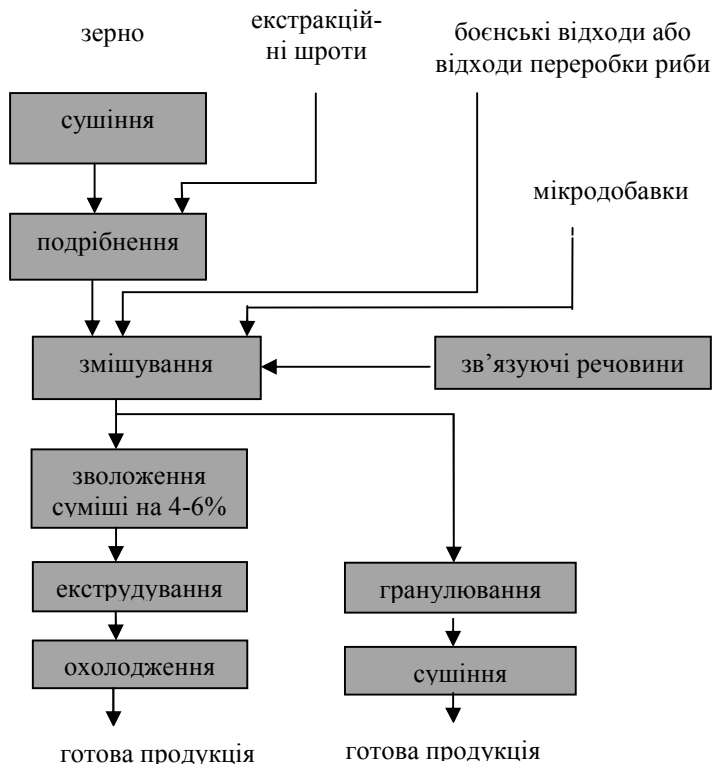 зерно
екстракцій-
ні шроти
боєнські відходи або
відходи переробки риби
сушіння
мікродобавки
подрібнення
змішування
зв’язуючі речовини
зволоження
суміші на 4-6%
екструдування
гранулювання
охолодження
сушіння
готова продукція
готова продукція